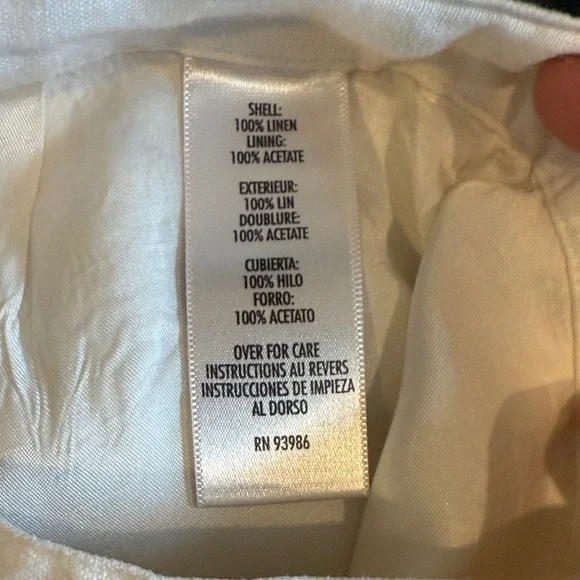 SHELL:
100% LINEN
LINING:
100% ACETATE
EXTERIEUR:
100% LIN
DOUBLURE:
100% ACETATE
CUBIERTA:
100% HILO
FORRO:
100% ACETATO
OVER FOR CARE
INSTRUCTIONS AU REVERS
INSTRUCCIONES DE IMPIEZA
AL DORSO
RN 93986